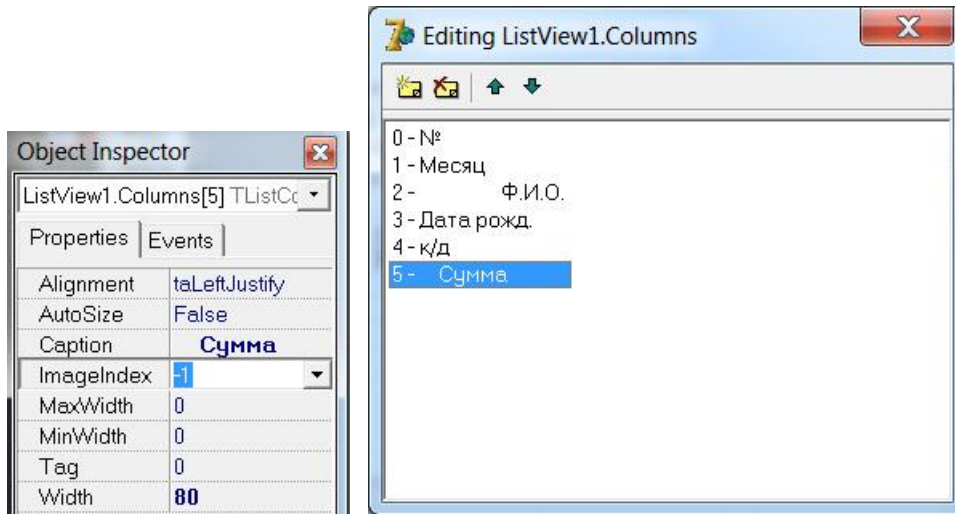 Object Inspector
ListView1.Columns[5]
Properties Events
Alignment taLeftJustify
AutoSize False
Caption Сумма
ImageIndex -1
MaxWidth 0
MinWidth 0
Tag 0
Width 80
Editing ListView1.Columns
0 - №
1 - Месяц
2 - Ф.И.О.
3 - Дата рожд.
4 - к/д
5 - Сумма